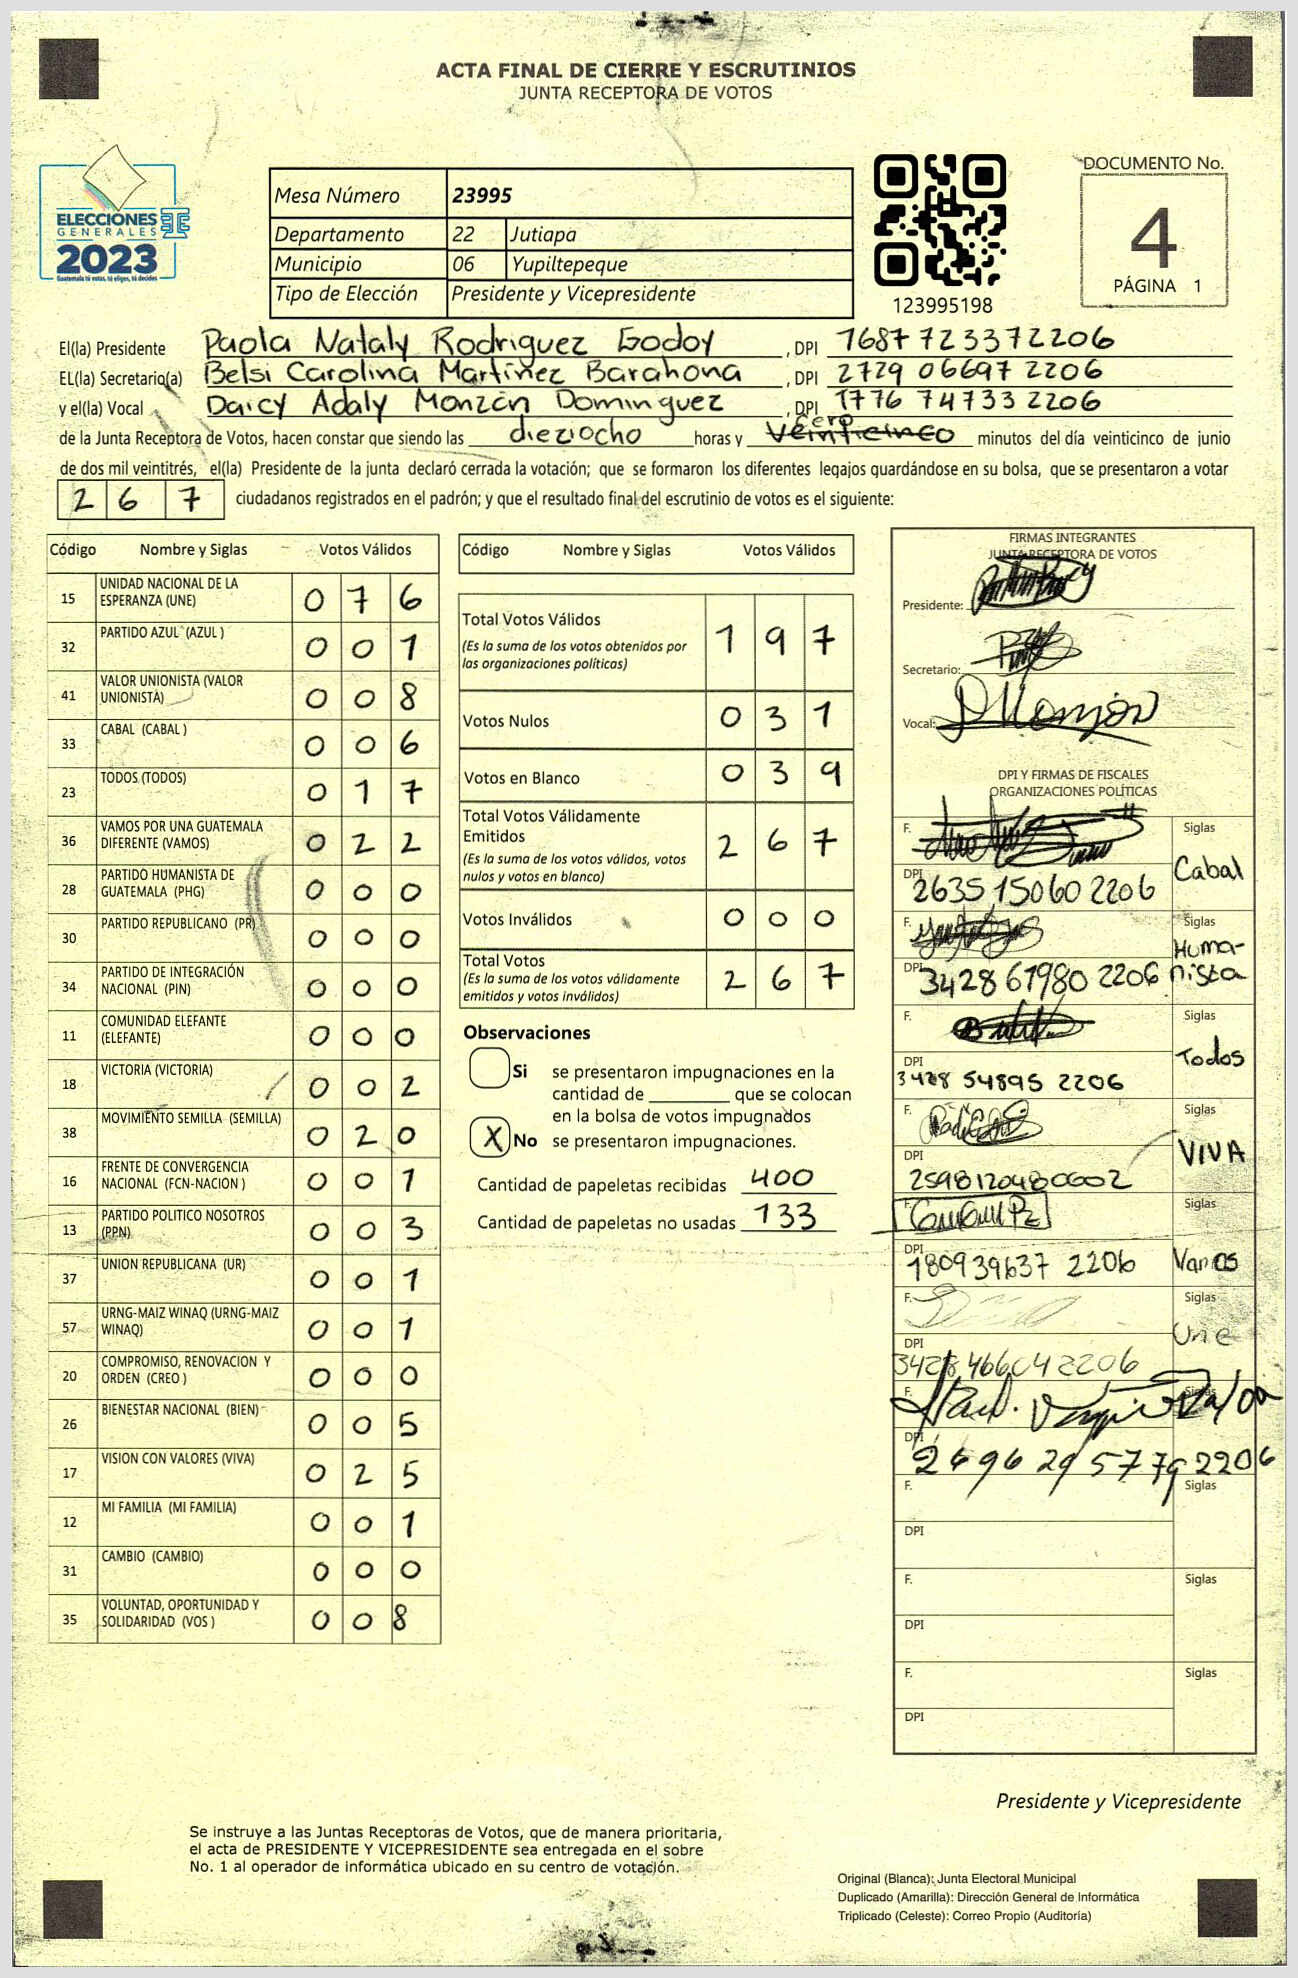 ACTA FINAL DE CIERRE Y ESCRUTINIOS
JUNTA RECEPTORA DE VOTOS
ELECCIONES
GENERALES
2023
Guatemala tú votas, tú eliges, tú decides
Mesa Número 23995
Departamento 22 Jutiapa
Municipio 06 Yupiltepeque
Tipo de Elección Presidente y Vicepresidente
123995198
DOCUMENTO No.
4
PÁGINA 1
El(la) Presidente Paola Nataly Rodriguez Godoy , DPI 1687 72337 2206
EL(la) Secretario(a) Belsi Carolina Martinez Barahona , DPI 2729 06697 2206
y el(la) Vocal Daicy Adaly Monzón Dominguez , DPI 1776 74733 2206
de la Junta Receptora de Votos, hacen constar que siendo las dieziocho horas y veinticinco cero minutos del día veinticinco de junio
de dos mil veintitrés, el(la) Presidente de la junta declaró cerrada la votación; que se formaron los diferentes legajos guardándose en su bolsa, que se presentaron a votar
2 6 7 ciudadanos registrados en el padrón; y que el resultado final del escrutinio de votos es el siguiente:
Código Nombre y Siglas Votos Válidos
15 UNIDAD NACIONAL DE LA ESPERANZA (UNE) 0 7 6
32 PARTIDO AZUL (AZUL ) 0 0 1
41 VALOR UNIONISTA (VALOR UNIONISTA) 0 0 8
33 CABAL (CABAL ) 0 0 6
23 TODOS (TODOS) 0 1 7
36 VAMOS POR UNA GUATEMALA DIFERENTE (VAMOS) 0 2 2
28 PARTIDO HUMANISTA DE GUATEMALA (PHG) 0 0 0
30 PARTIDO REPUBLICANO (PR) 0 0 0
34 PARTIDO DE INTEGRACIÓN NACIONAL (PIN) 0 0 0
11 COMUNIDAD ELEFANTE (ELEFANTE) 0 0 0
18 VICTORIA (VICTORIA) 0 0 2
38 MOVIMIENTO SEMILLA (SEMILLA) 0 2 0
16 FRENTE DE CONVERGENCIA NACIONAL (FCN-NACION ) 0 0 1
13 PARTIDO POLITICO NOSOTROS (PPN) 0 0 3
37 UNION REPUBLICANA (UR) 0 0 1
57 URNG-MAIZ WINAQ (URNG-MAIZ WINAQ) 0 0 1
20 COMPROMISO, RENOVACION Y ORDEN (CREO ) 0 0 0
26 BIENESTAR NACIONAL (BIEN) 0 0 5
17 VISION CON VALORES (VIVA) 0 2 5
12 MI FAMILIA (MI FAMILIA) 0 0 1
31 CAMBIO (CAMBIO) 0 0 0
35 VOLUNTAD, OPORTUNIDAD Y SOLIDARIDAD (VOS ) 0 0 8
Código Nombre y Siglas Votos Válidos
Total Votos Válidos 1 9 7
(Es la suma de los votos obtenidos por
las organizaciones políticas)
Votos Nulos 0 3 1
Votos en Blanco 0 3 9
Total Votos Válidamente
Emitidos 2 6 7
(Es la suma de los votos válidos, votos
nulos y votos en blanco)
Votos Inválidos 0 0 0
Total Votos
(Es la suma de los votos válidamente
emitidos y votos inválidos) 2 6 7
Observaciones
Si se presentaron impugnaciones en la
cantidad de ________ que se colocan
en la bolsa de votos impugnados
X No se presentaron impugnaciones.
Cantidad de papeletas recibidas 400
Cantidad de papeletas no usadas 133
FIRMAS INTEGRANTES
JUNTA RECEPTORA DE VOTOS
Presidente:
Secretario:
Vocal: DMonzón
DPI Y FIRMAS DE FISCALES
ORGANIZACIONES POLÍTICAS
F. Siglas
Cabal
DPI 2635 15060 2206
F. Siglas
Humanista
DPI 3428 61980 2206
F. Siglas
Todos
DPI 3428 54895 2206
F. Siglas
VIVA
DPI 2598120480602
F. Siglas
DPI 180939637 2206 Vamos
F. Siglas
Une
DPI 3428466042206
F. Siglas
DPI 2696 29577 2206
F. Siglas
DPI
F. Siglas
DPI
F. Siglas
DPI
Presidente y Vicepresidente
Se instruye a las Juntas Receptoras de Votos, que de manera prioritaria,
el acta de PRESIDENTE Y VICEPRESIDENTE sea entregada en el sobre
No. 1 al operador de informática ubicado en su centro de votación.
Original (Blanca): Junta Electoral Municipal
Duplicado (Amarilla): Dirección General de Informática
Triplicado (Celeste): Correo Propio (Auditoría)